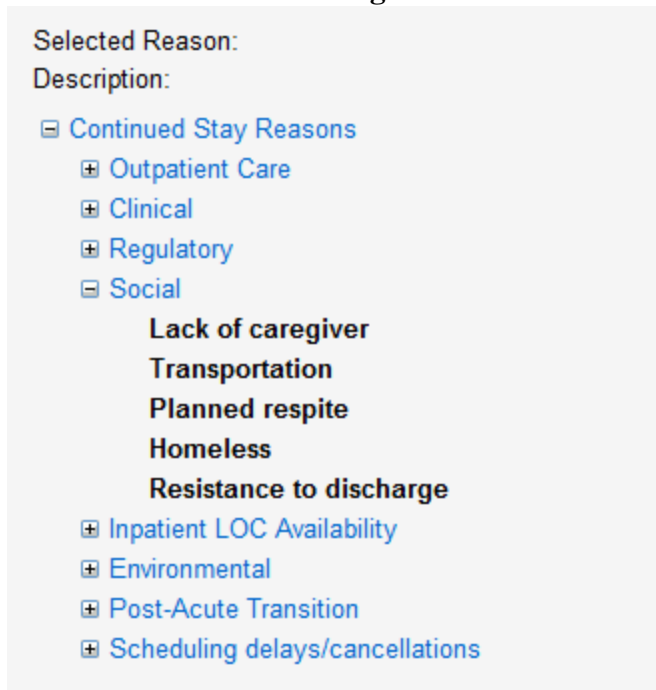 Selected Reason:
Description:
Continued Stay Reasons
Outpatient Care
Clinical
Regulatory
Social
Lack of caregiver
Transportation
Planned respite
Homeless
Resistance to discharge
Inpatient LOC Availability
Environmental
Post-Acute Transition
Scheduling delays/cancellations